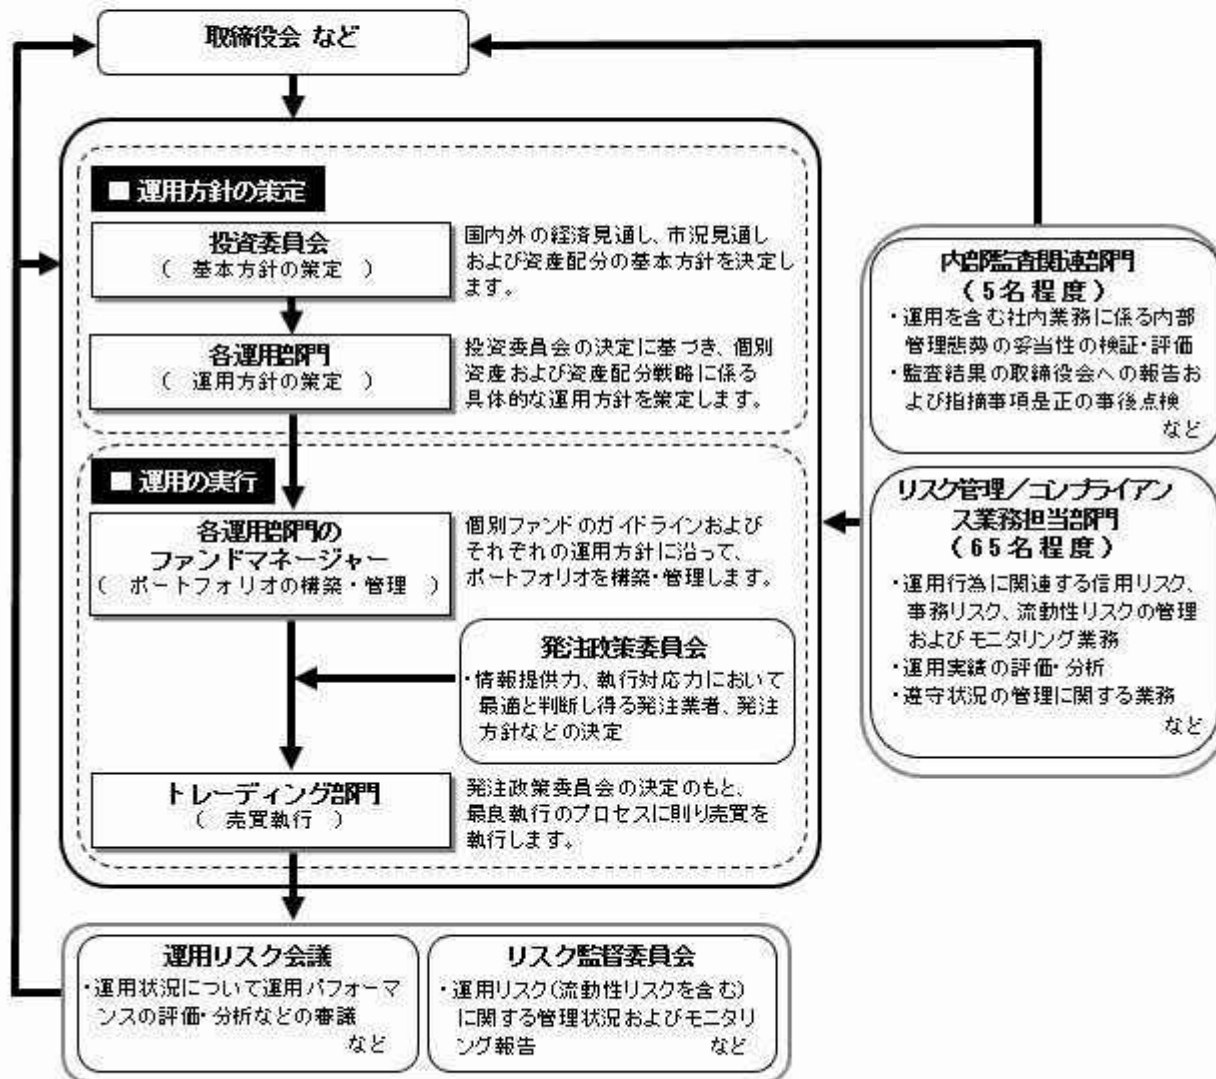 取締役会 など
■ 運用方針の策定
投資委員会
( 基本方針の策定 )
国内外の経済見通し、市況見通し
および資産配分の基本方針を決定し
ます。
各運用部門
( 運用方針の策定 )
投資委員会の決定に基づき、個別
資産および資産配分戦略に係る
具体的な運用方針を策定します。
■ 運用の実行
各運用部門の
ファンドマネージャー
( ポートフォリオの構築・管理 )
個別ファンドのガイドラインおよび
それぞれの運用方針に沿って、
ポートフォリオを構築・管理します。
発注政策委員会
・情報提供力、執行対応力において
最適と判断し得る発注業者、発注
方針などの決定
トレーディング部門
( 売買執行 )
発注政策委員会の決定のもと、
最良執行のプロセスに則り売買を
執行します。
内部監査関連部門
(5名程度)
・運用を含む社内業務に係る内部
管理態勢の妥当性の検証・評価
・監査結果の取締役会への報告お
よび指摘事項是正の事後点検
など
リスク管理/コンプライアン
ス業務担当部門
(65名程度)
・運用行為に関連する信用リスク、
事務リスク、流動性リスクの管理
およびモニタリング業務
・運用実績の評価・分析
・遵守状況の管理に関する業務
など
運用リスク会議
・運用状況について運用パフォーマ
ンスの評価・分析などの審議
など
リスク監督委員会
・運用リスク(流動性リスクを含む)
に関する管理状況およびモニタリ
ング報告 など